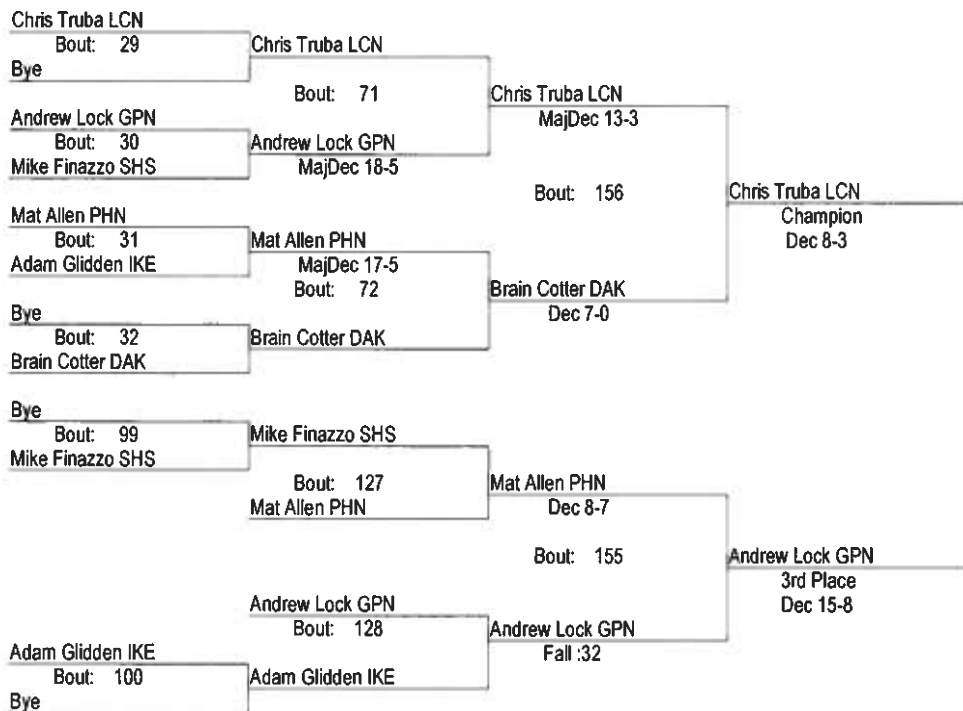 Chris Truba LCN
Bout: 29
Bye
Chris Truba LCN
Bout: 71
Andrew Lock GPN
Bout: 30
Mike Finazzo SHS
Andrew Lock GPN
MajDec 18-5
Chris Truba LCN
MajDec 13-3
Bout: 156
Mat Allen PHN
Bout: 31
Adam Glidden IKE
Mat Allen PHN
MajDec 17-5
Bout: 72
Bye
Bout: 32
Brain Cotter DAK
Brain Cotter DAK
Brain Cotter DAK
Dec 7-0
Chris Truba LCN
Champion
Dec 8-3
Bye
Bout: 99
Mike Finazzo SHS
Mike Finazzo SHS
Bout: 127
Mat Allen PHN
Mat Allen PHN
Dec 8-7
Bout: 155
Andrew Lock GPN
Bout: 128
Adam Glidden IKE
Bout: 100
Bye
Adam Glidden IKE
Andrew Lock GPN
Fall :32
Andrew Lock GPN
3rd Place
Dec 15-8